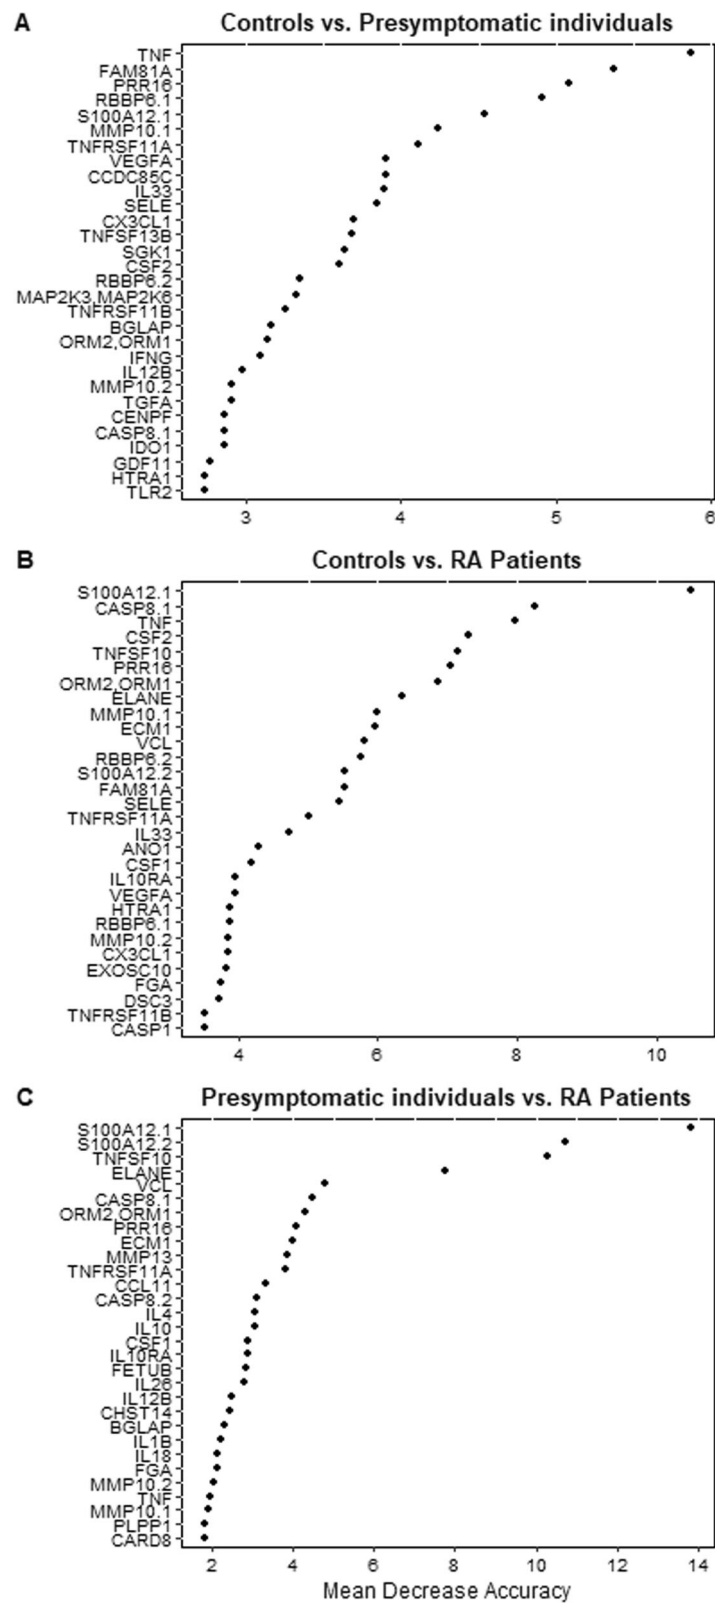 A Controls vs. Presymptomatic individuals
TNF
FAM81A
PRR16
RBBP6.1
S100A12.1
MMP10.1
TNFRSF11A
VEGFA
CCDC85C
IL33
SELE
CX3CL1
TNFSF13B
SGK1
CSF2
RBBP6.2
MAP2K3,MAP2K6
TNFRSF11B
BGLAP
ORM2,ORM1
IFNG
IL12B
MMP10.2
TGFA
CENPF
CASP8.1
IDO1
GDF11
HTRA1
TLR2
3 4 5 6
B Controls vs. RA Patients
S100A12.1
CASP8.1
TNF
CSF2
TNFSF10
PRR16
ORM2,ORM1
ELANE
MMP10.1
ECM1
VCL
RBBP6.2
S100A12.2
FAM81A
SELE
TNFRSF11A
IL33
ANO1
CSF1
IL10RA
VEGFA
HTRA1
RBBP6.1
MMP10.2
CX3CL1
EXOSC10
FGA
DSC3
TNFRSF11B
CASP1
4 6 8 10
C Presymptomatic individuals vs. RA Patients
S100A12.1
S100A12.2
TNFSF10
ELANE
VCL
CASP8.1
ORM2,ORM1
PRR16
ECM1
MMP13
TNFRSF11A
CCL11
CASP8.2
IL4
IL10
CSF1
IL10RA
FETUB
IL26
IL12B
CHST14
BGLAP
IL1B
IL18
FGA
MMP10.2
TNF
MMP10.1
PLPP1
CARD8
2 4 6 8 10 12 14
Mean Decrease Accuracy